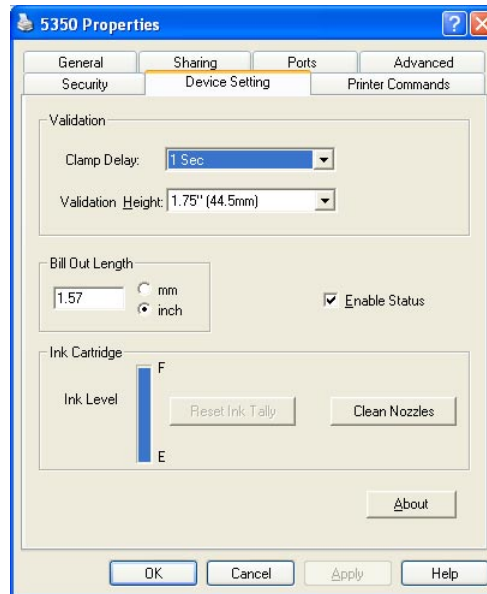 5350 Properties
General Sharing Ports Advanced
Security Device Setting Printer Commands
Validation
Clamp Delay: 1 Sec
Validation Height: 1.75" (44.5mm)
Bill Out Length
1.57 mm
inch
Enable Status
Ink Cartridge
F
Ink Level Reset Ink Tally Clean Nozzles
E
About
OK Cancel Apply Help